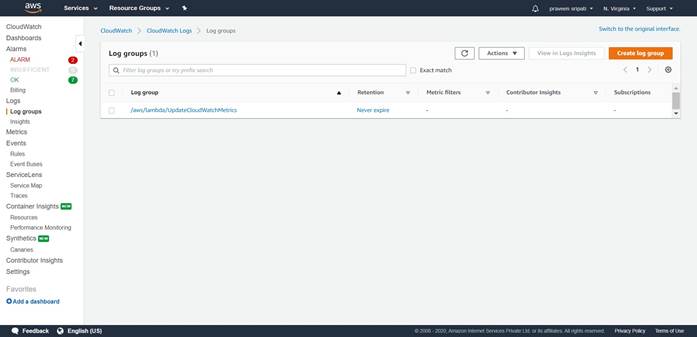 aws Services Resource Groups praveen sripati N. Virginia Support
CloudWatch
Dashboards
Alarms
ALARM 2
INSUFFICIENT
OK 7
Billing
Logs
Log groups
Insights
Metrics
Events
Rules
Event Buses
ServiceLens
Service Map
Traces
Container Insights NEW
Resources
Performance Monitoring
Synthetics NEW
Canaries
Contributor Insights
Settings
Favorites
Add a dashboard
CloudWatch CloudWatch Logs Log groups
Switch to the original interface.
Log groups (1) Actions View in Logs Insights Create log group
Filter log groups or try prefix search Exact match 1
Log group Retention Metric filters Contributor Insights Subscriptions
/aws/lambda/UpdateCloudWatchMetrics Never expire - - -
Feedback English (US) © 2008 - 2020, Amazon Internet Services Private Ltd. or its affiliates. All rights reserved. Privacy Policy Terms of Use